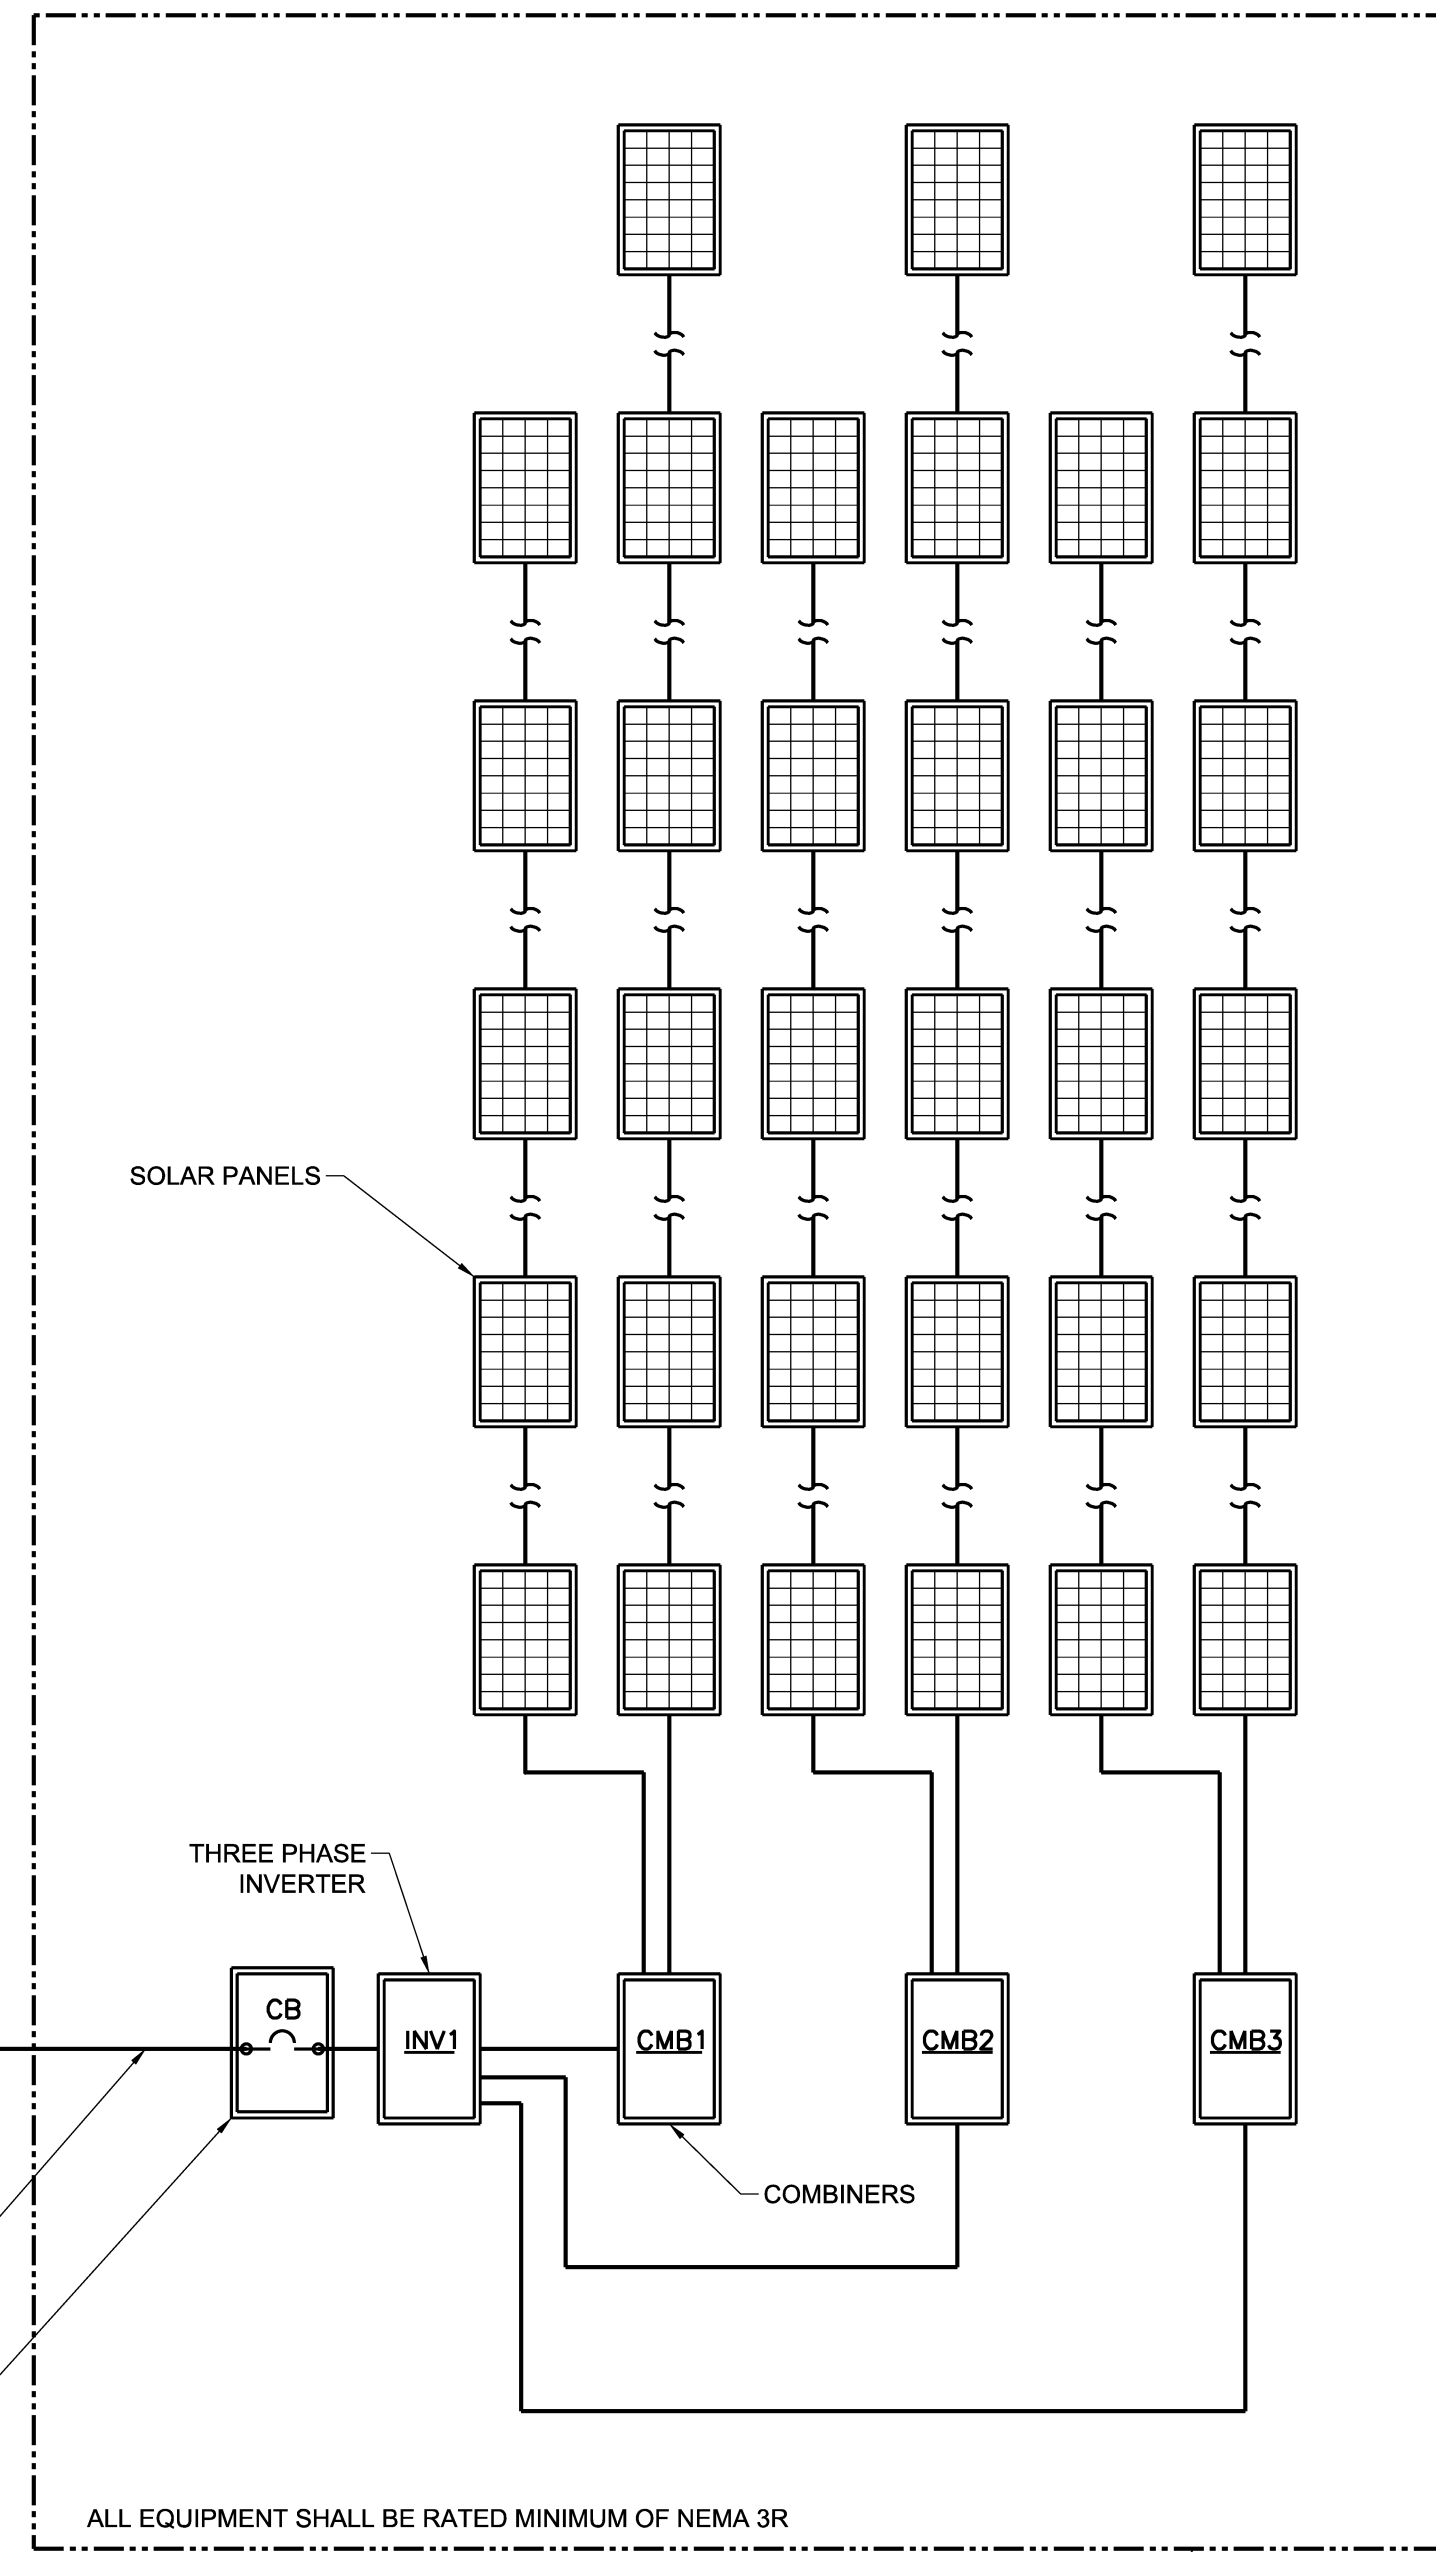 SOLAR PANELS
THREE PHASE
INVERTER
CB
INV1
CMB1
CMB2
CMB3
COMBINERS
ALL EQUIPMENT SHALL BE RATED MINIMUM OF NEMA 3R